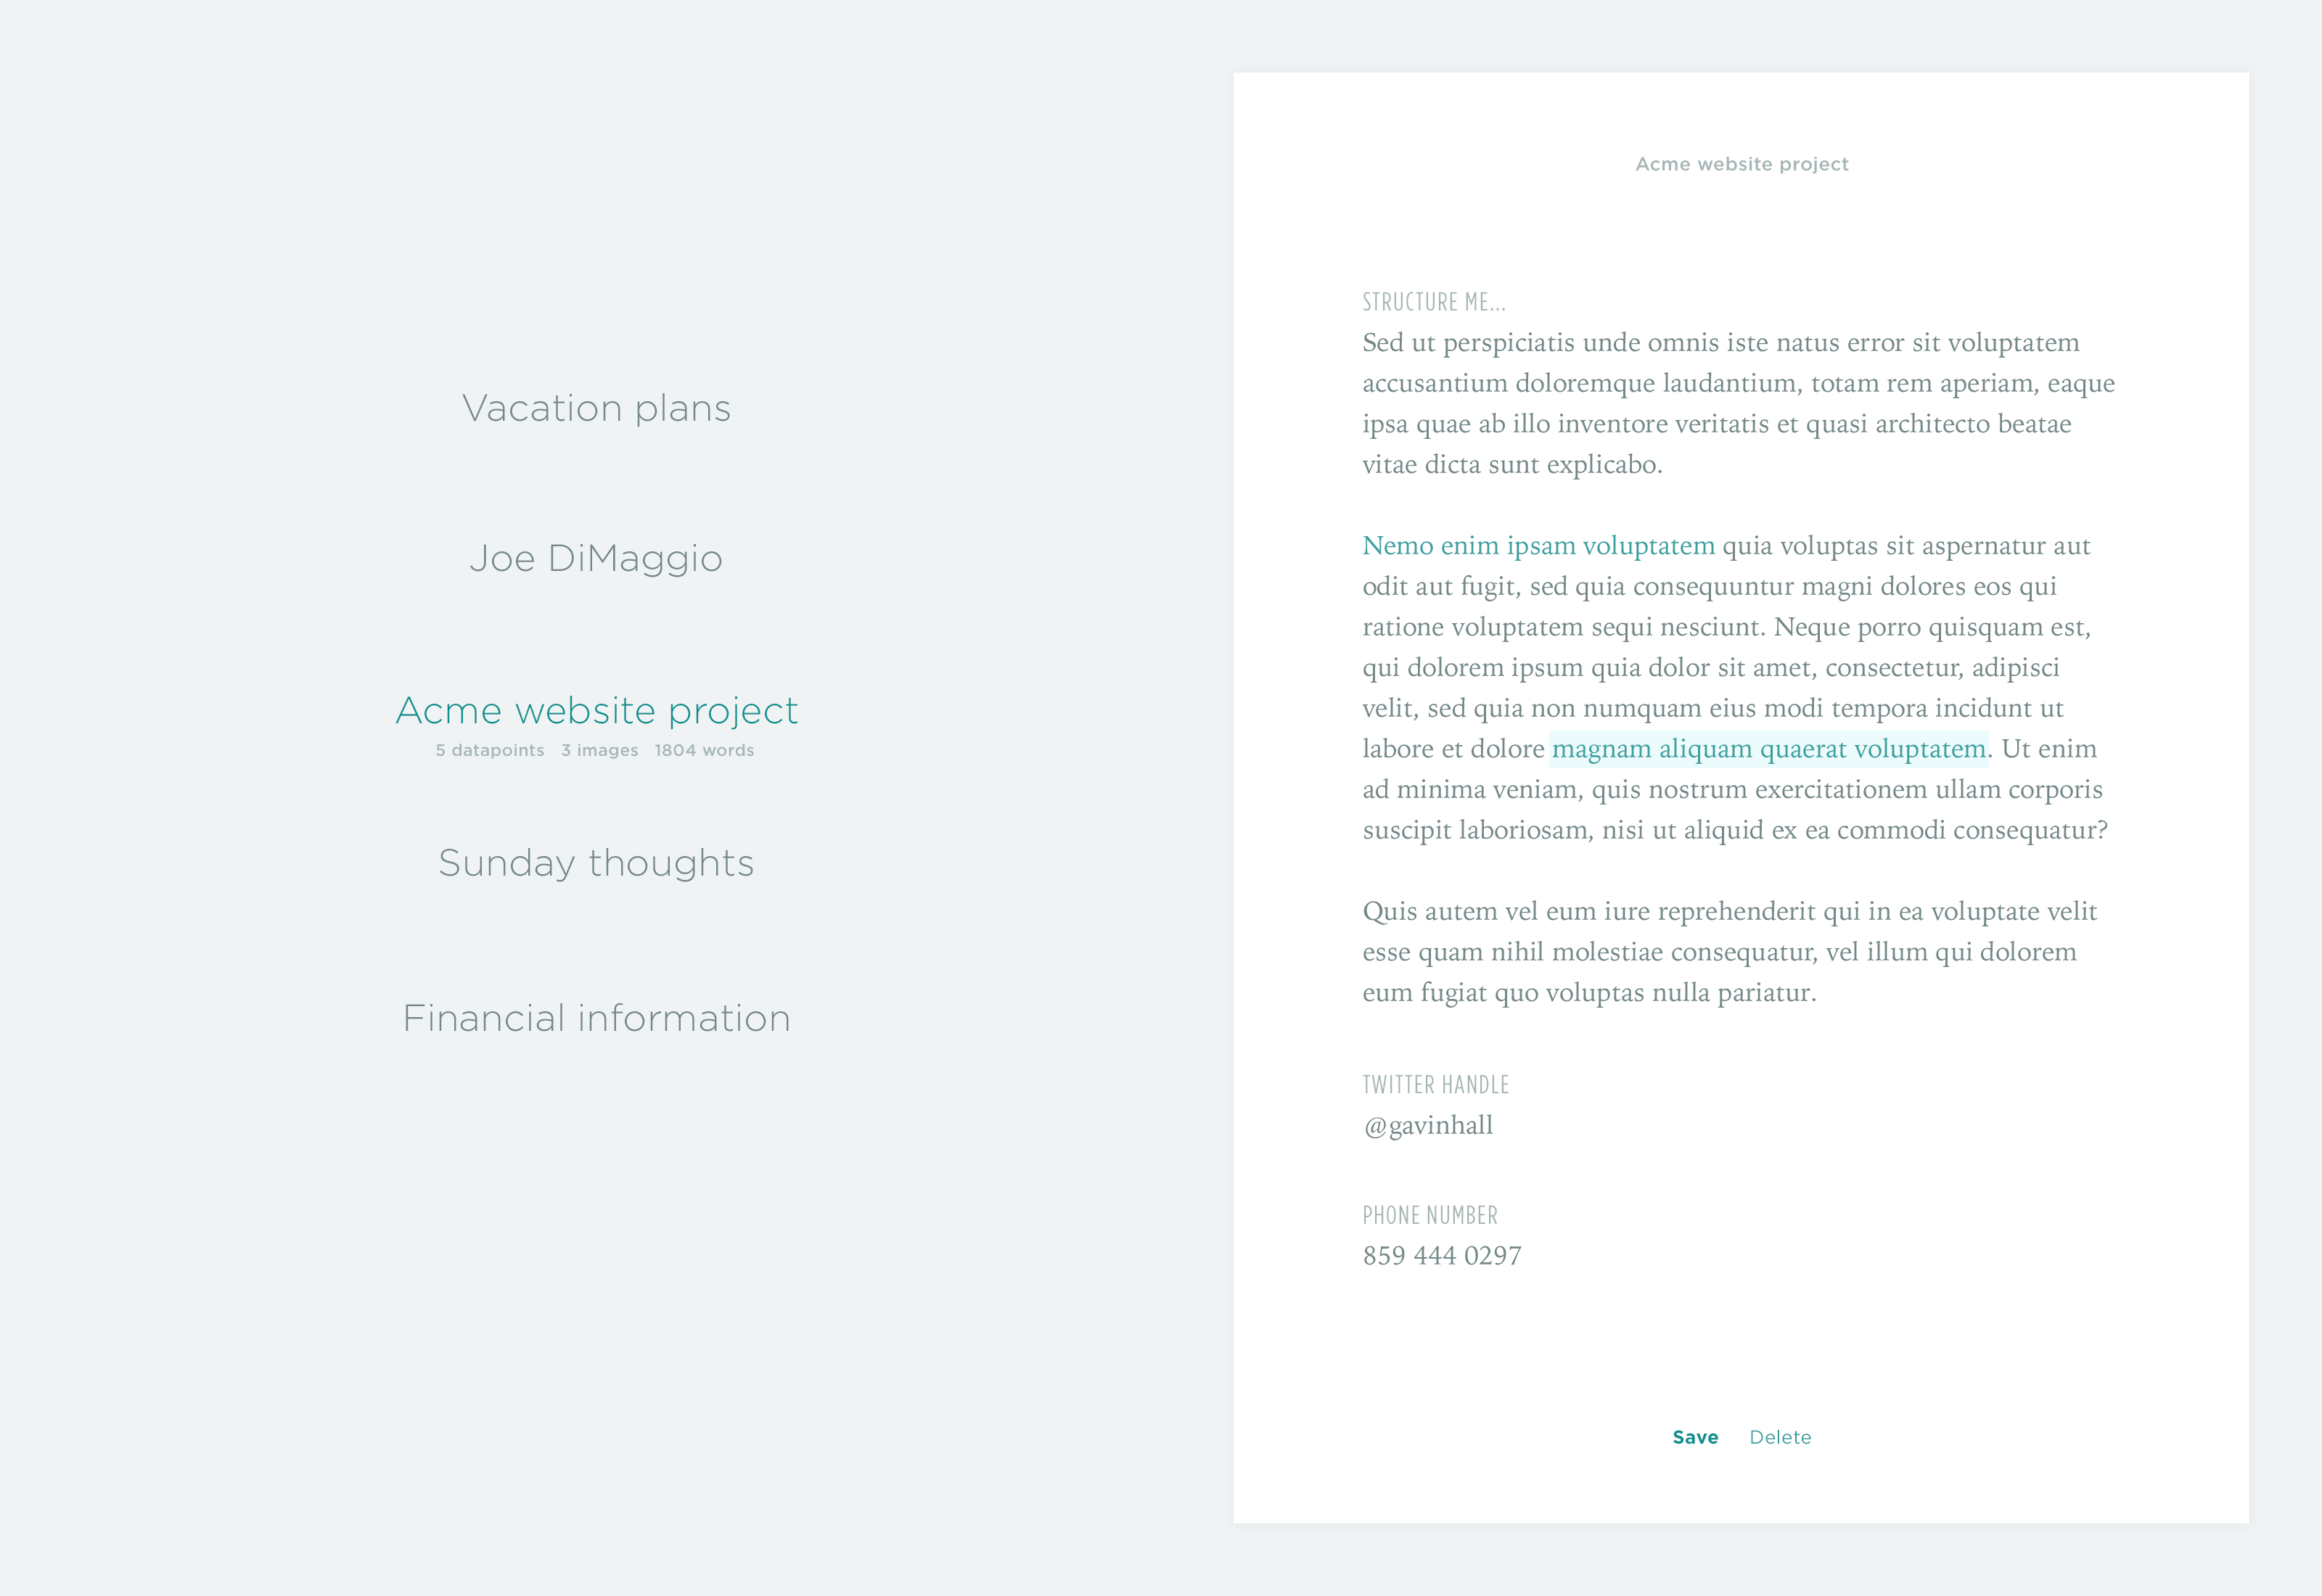 Vacation plans
Joe DiMaggio
Acme website project
5 datapoints 3 images 1804 words
Sunday thoughts
Financial information
Acme website project
STRUCTURE ME...
Sed ut perspiciatis unde omnis iste natus error sit voluptatem
accusantium doloremque laudantium, totam rem aperiam, eaque
ipsa quae ab illo inventore veritatis et quasi architecto beatae
vitae dicta sunt explicabo.
Nemo enim ipsam voluptatem quia voluptas sit aspernatur aut
odit aut fugit, sed quia consequuntur magni dolores eos qui
ratione voluptatem sequi nesciunt. Neque porro quisquam est,
qui dolorem ipsum quia dolor sit amet, consectetur, adipisci
velit, sed quia non numquam eius modi tempora incidunt ut
labore et dolore magnam aliquam quaerat voluptatem. Ut enim
ad minima veniam, quis nostrum exercitationem ullam corporis
suscipit laboriosam, nisi ut aliquid ex ea commodi consequatur?
Quis autem vel eum iure reprehenderit qui in ea voluptate velit
esse quam nihil molestiae consequatur, vel illum qui dolorem
eum fugiat quo voluptas nulla pariatur.
TWITTER HANDLE
@gavinhall
PHONE NUMBER
859 444 0297
Save Delete